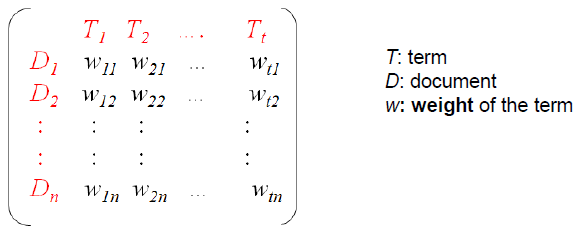 T1 T2 .... Tt
D1 w11 w21 ... wt1
D2 w12 w22 ... wt2
: : : :
: : : :
Dn w1n w2n ... wtn
T: term
D: document
w: weight of the term